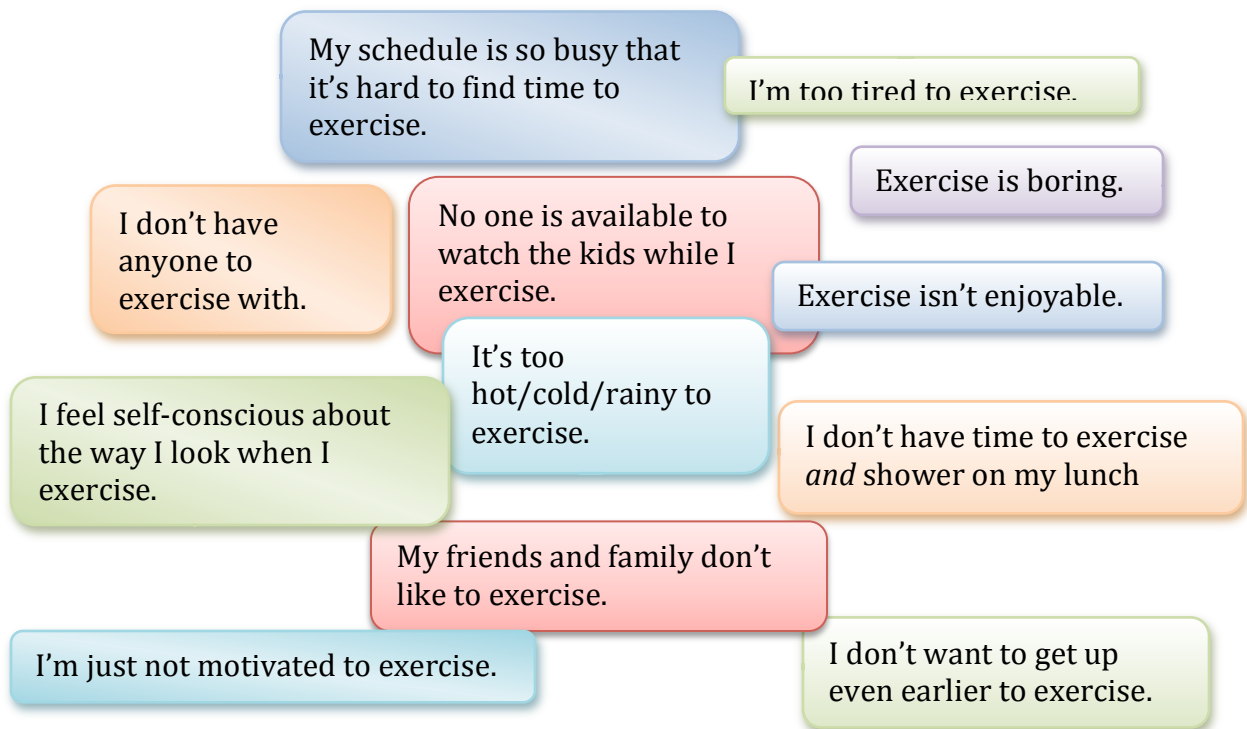 My schedule is so busy that
it's hard to find time to
exercise.
I'm too tired to exercise.
Exercise is boring.
I don’t have
anyone to
exercise with.
No one is available to
watch the kids while I
exercise.
Exercise isn't enjoyable.
It’s too
hot/cold/rainy to
exercise.
I feel self-conscious about
the way I look when I
exercise.
I don’t have time to exercise
and shower on my lunch
My friends and family don’t
like to exercise.
I’m just not motivated to exercise.
I don’t want to get up
even earlier to exercise.